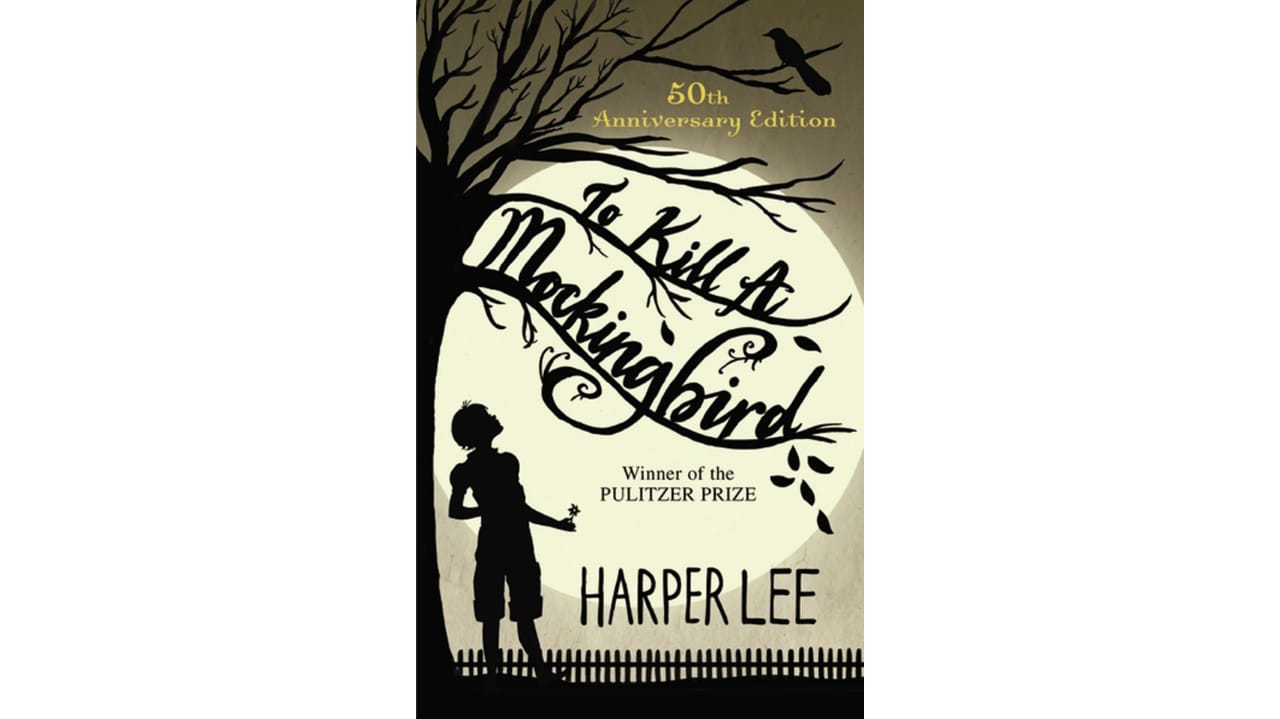 50th
Anniversary Edition
To Kill A
Mockingbird
Winner of the
PULITZER PRIZE
HARPER LEE